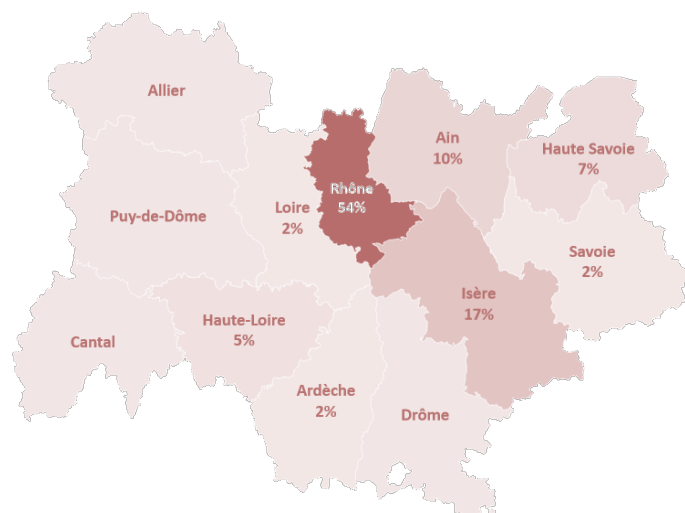 Allier
Ain
10%
Haute Savoie
7%
Rhône
54%
Loire
2%
Puy-de-Dôme
Savoie
2%
Isère
17%
Haute-Loire
5%
Cantal
Ardèche
2%
Drôme